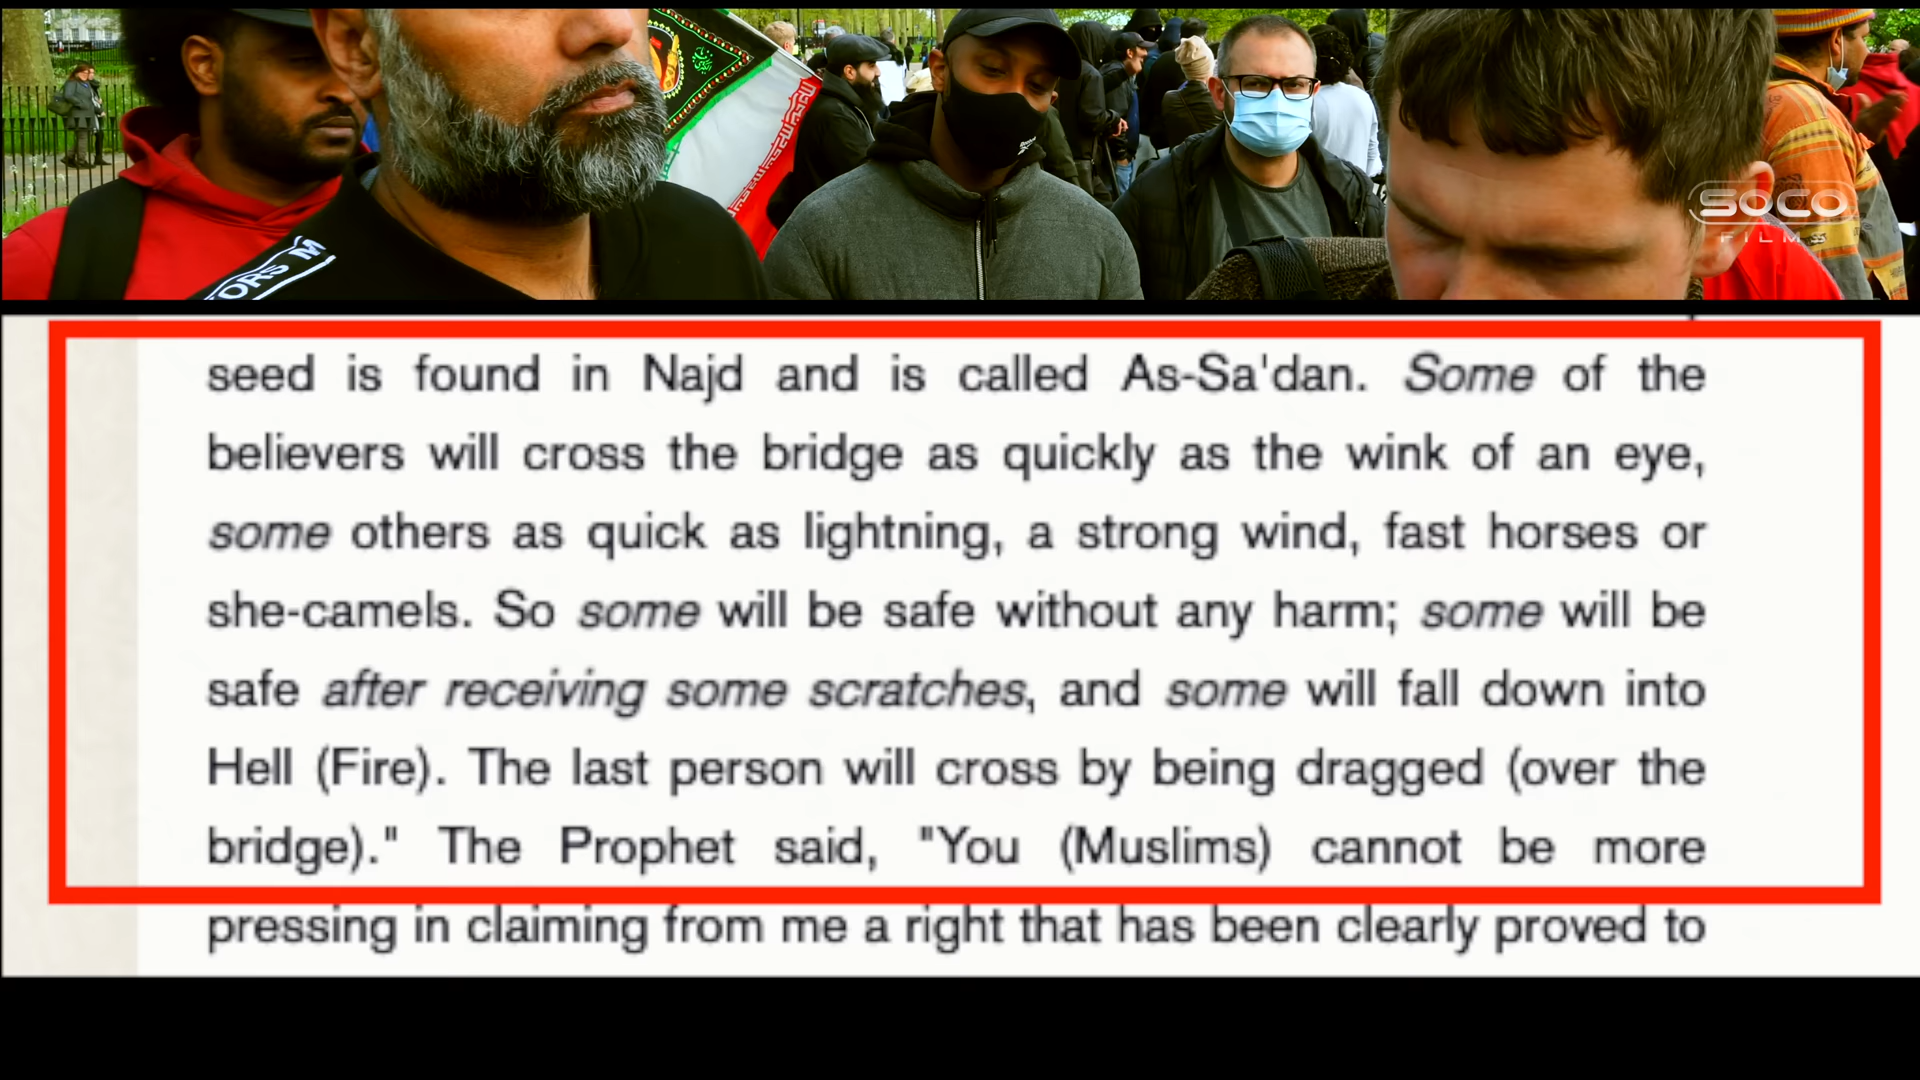 SOCO
FILMS
seed is found in Najd and is called As-Sa'dan. Some of the
believers will cross the bridge as quickly as the wink of an eye,
some others as quick as lightning, a strong wind, fast horses or
she-camels. So some will be safe without any harm; some will be
safe after receiving some scratches, and some will fall down into
Hell (Fire). The last person will cross by being dragged (over the
bridge)." The Prophet said, "You (Muslims) cannot be more
pressing in claiming from me a right that has been clearly proved to